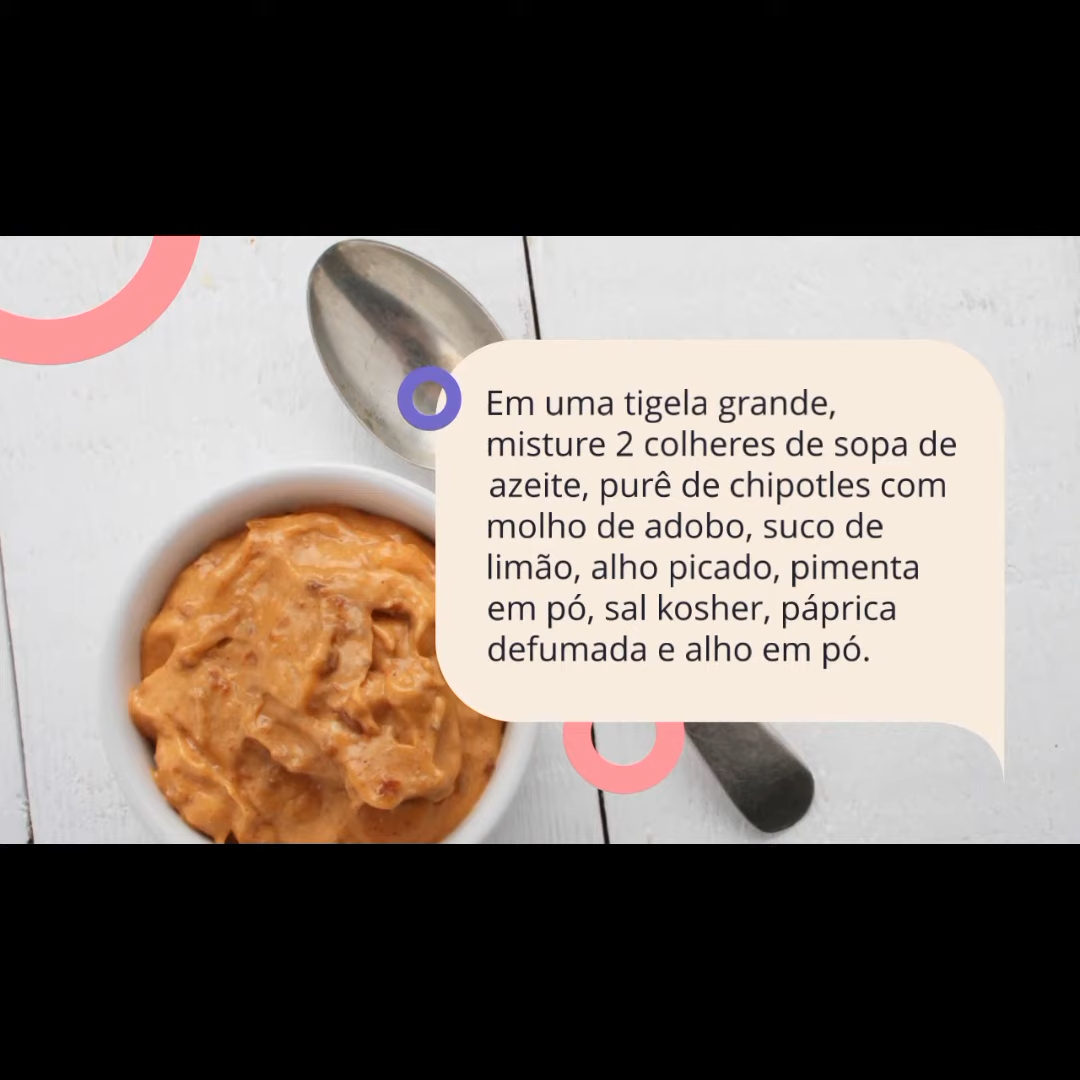 Em uma tigela grande,
misture 2 colheres de sopa de
azeite, purê de chipotles com
molho de adobo, suco de
limão, alho picado, pimenta
em pó, sal kosher, páprica
defumada e alho em pó.